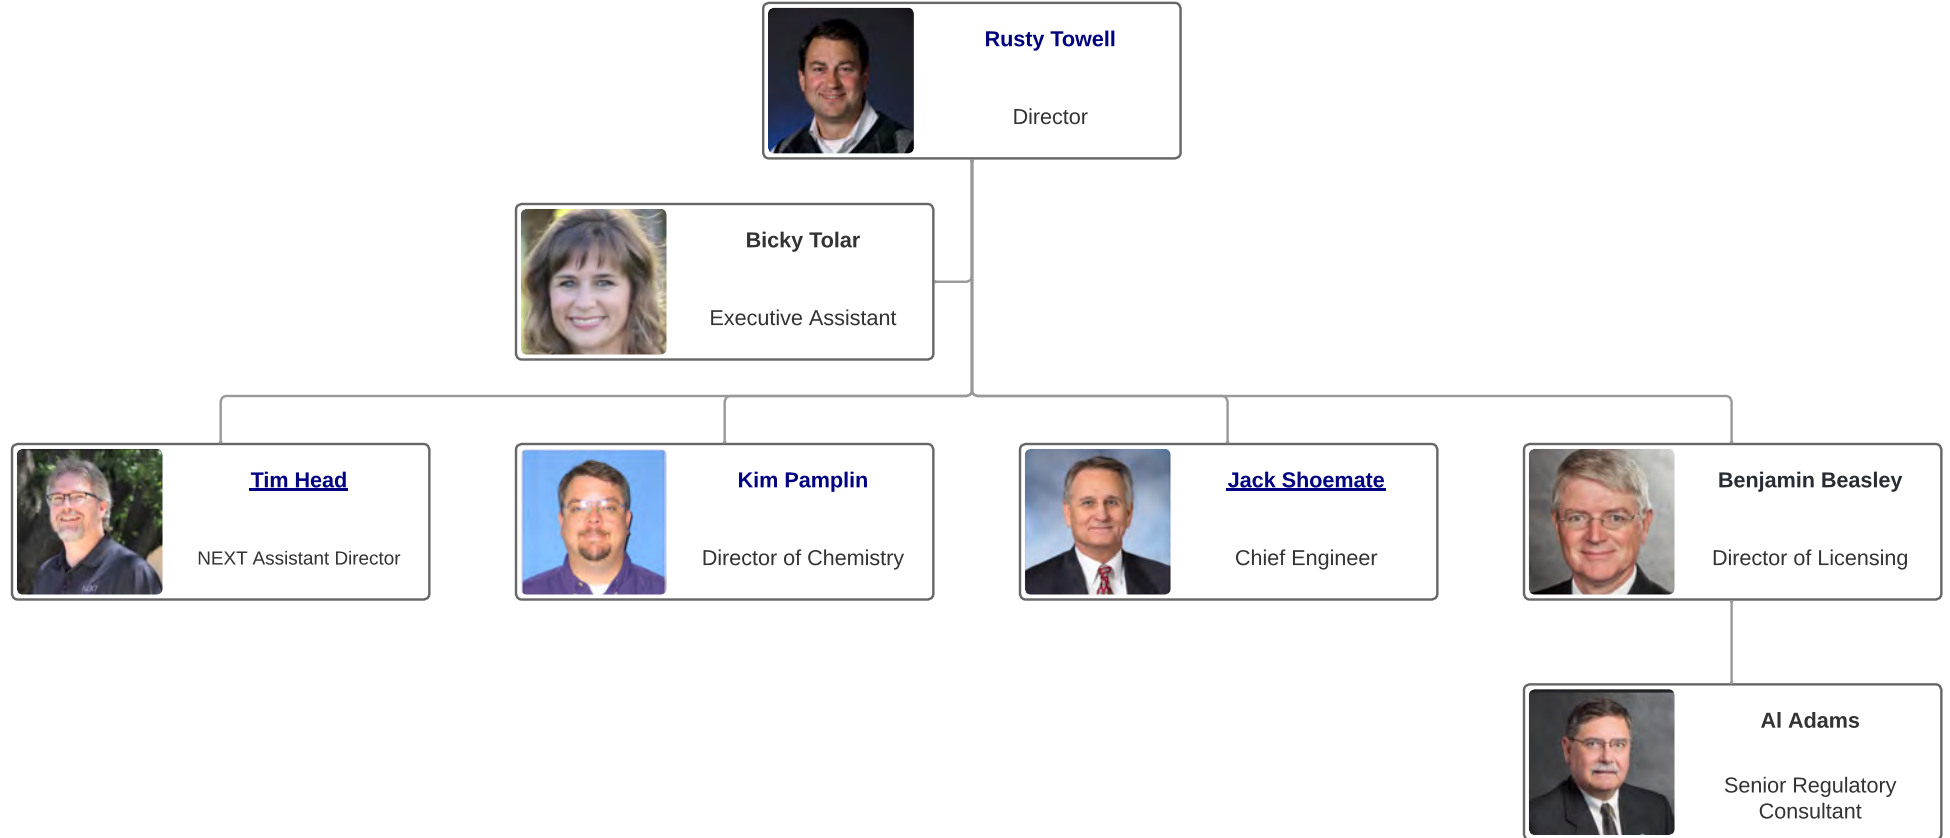 Rusty Towell
Director
Bicky Tolar
Executive Assistant
Tim Head
NEXT Assistant Director
Kim Pamplin
Director of Chemistry
Jack Shoemate
Chief Engineer
Benjamin Beasley
Director of Licensing
Al Adams
Senior Regulatory
Consultant